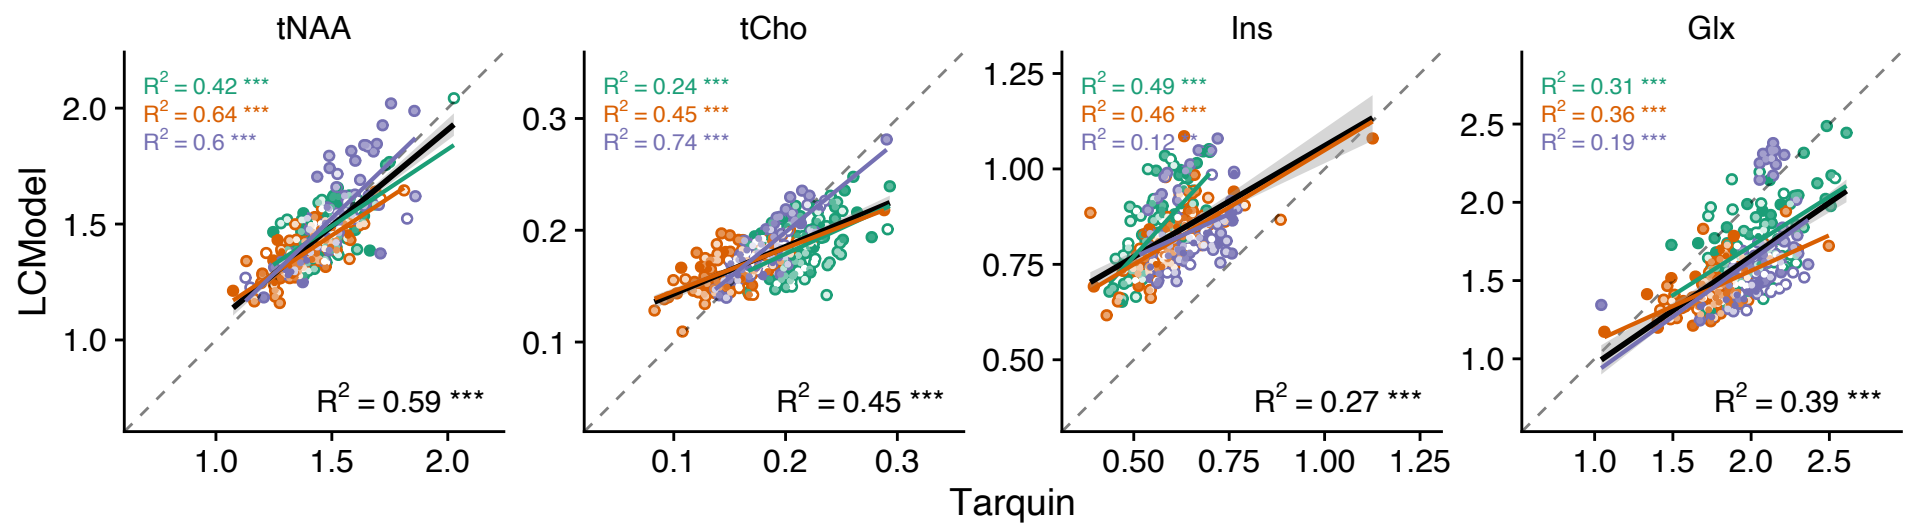 tNAA
tCho
Ins
Glx
R² = 0.42 ***
R² = 0.64 ***
R² = 0.6 ***
R² = 0.24 ***
R² = 0.45 ***
R² = 0.74 ***
R² = 0.49 ***
R² = 0.46 ***
R² = 0.12 **
R² = 0.31 ***
R² = 0.36 ***
R² = 0.19 ***
LCModel
2.0
1.5
1.0
0.3
0.2
0.1
1.25
1.00
0.75
0.50
2.5
2.0
1.5
1.0
R² = 0.59 ***
R² = 0.45 ***
R² = 0.27 ***
R² = 0.39 ***
1.0 1.5 2.0
0.1 0.2 0.3
0.50 0.75 1.00 1.25
1.0 1.5 2.0 2.5
Tarquin